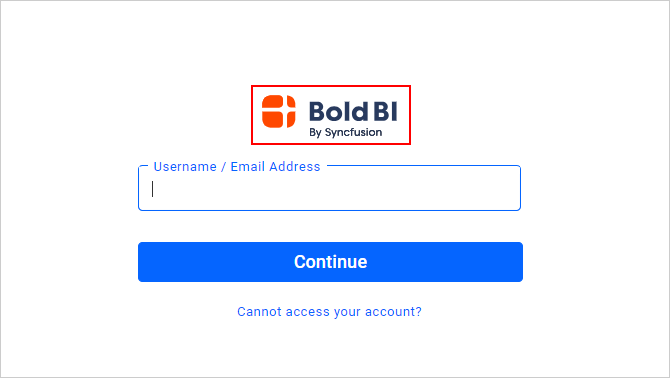 Bold BI
By Syncfusion
Username / Email Address
Continue
Cannot access your account?